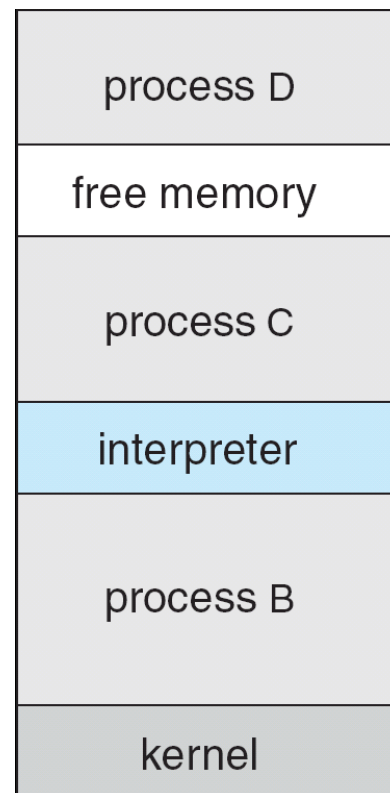 process D
free memory
process C
interpreter
process B
kernel